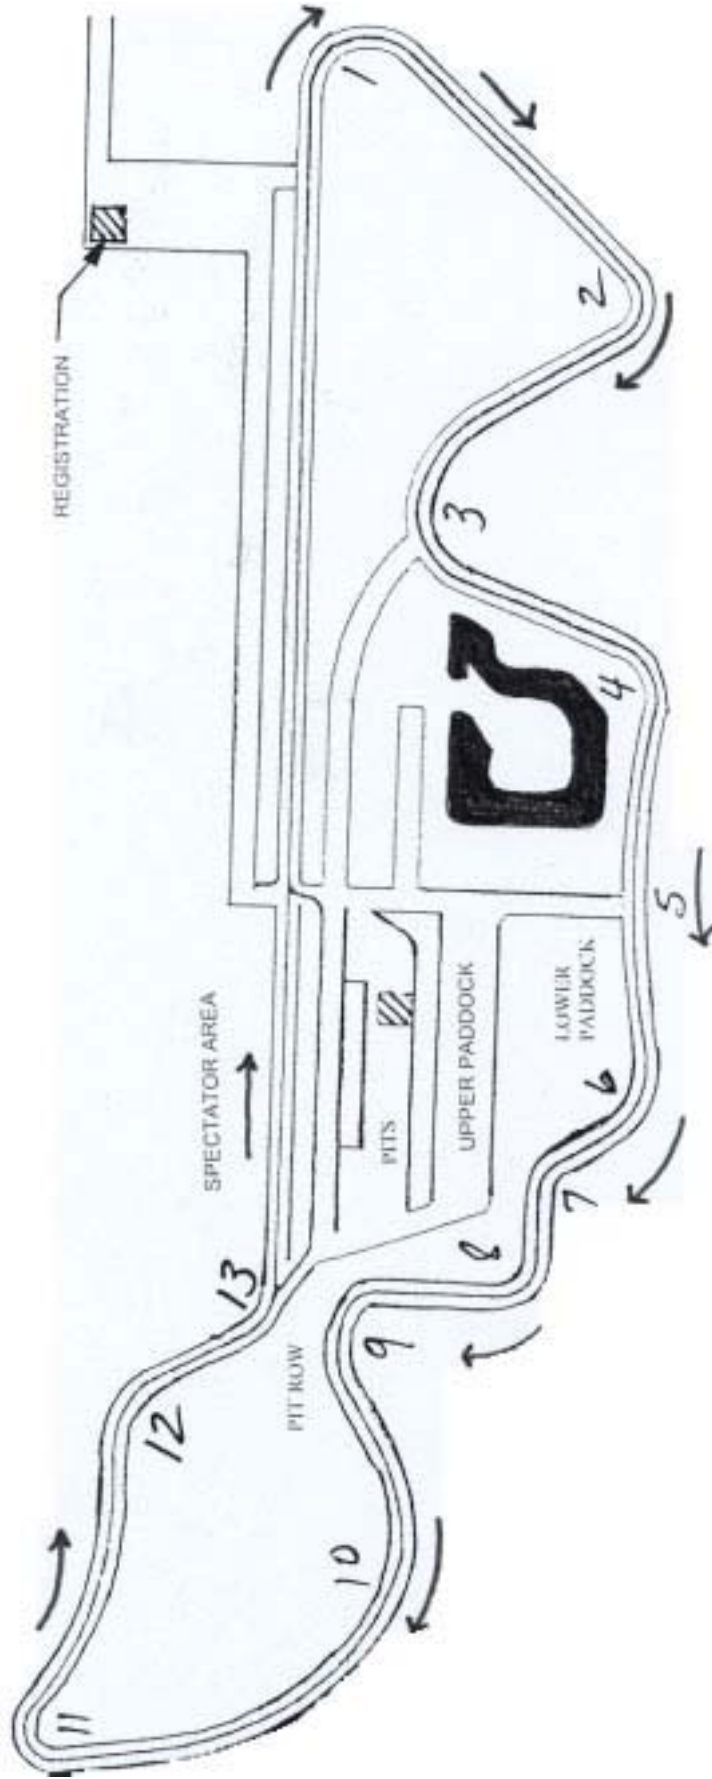 REGISTRATION
1
2
3
4
5
6
7
8
9
10
11
12
13
SPECTATOR AREA
PITS
UPPER PADDOCK
LOWER
PADDOCK
PIT ROW